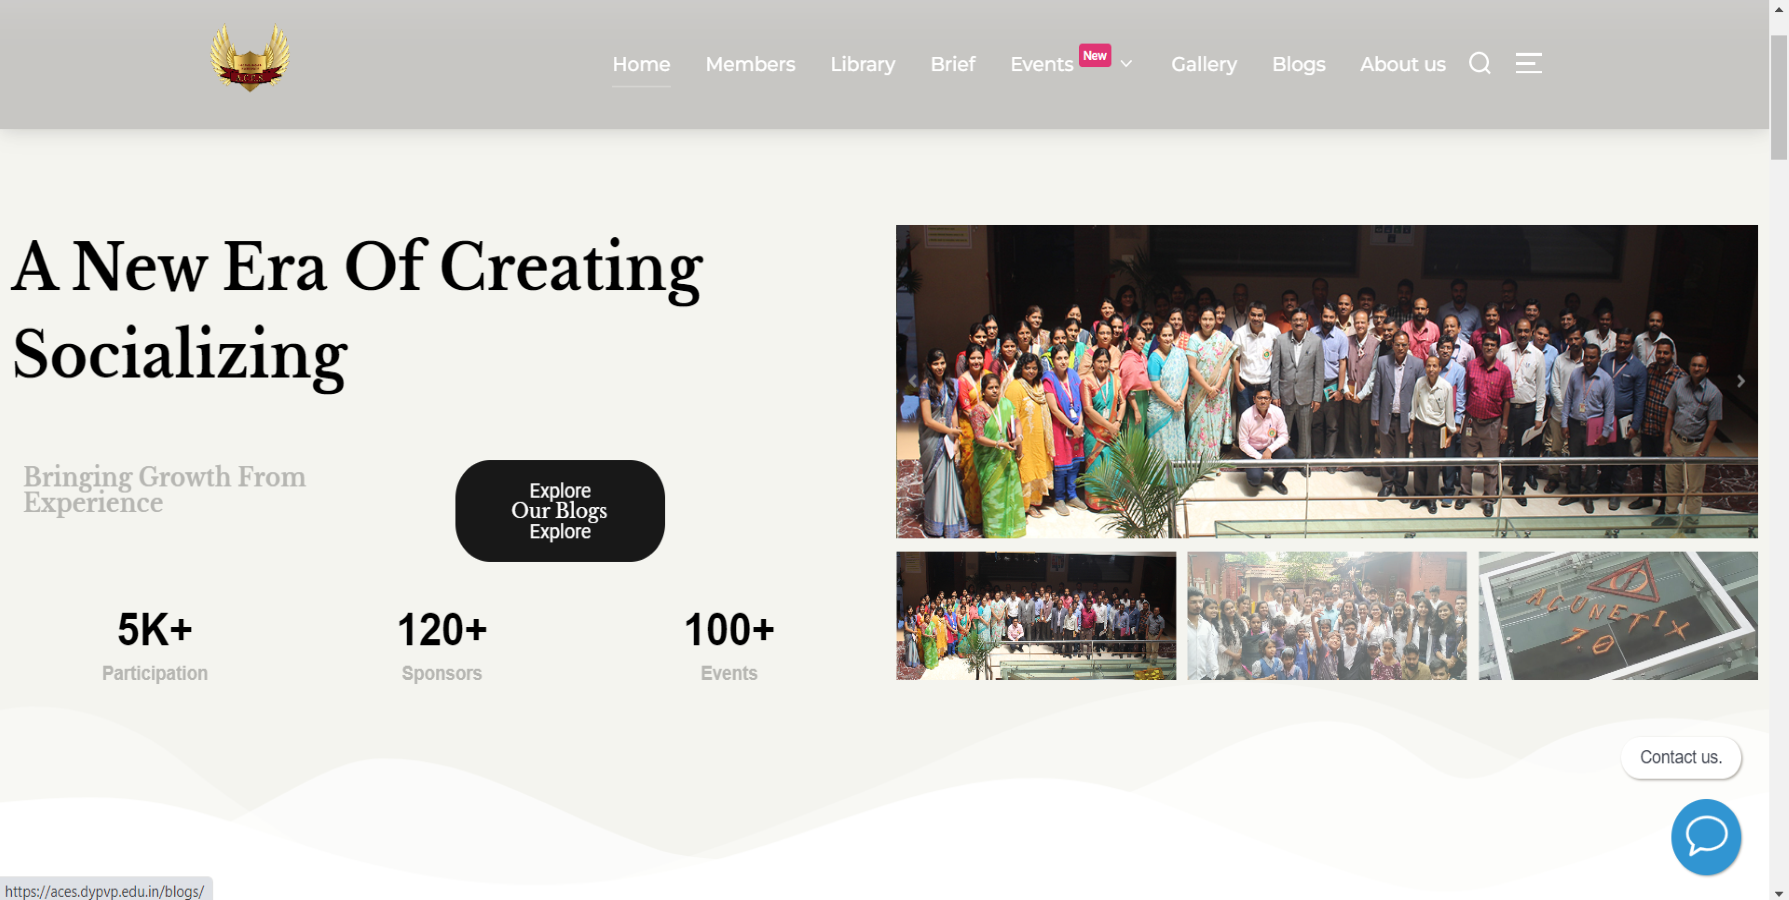 ACES
Home
Members
Library
Brief
Events
New
Gallery
Blogs
About us
A New Era Of Creating
Socializing
Bringing Growth From
Experience
Explore
Our Blogs
Explore
5K+
Participation
120+
Sponsors
100+
Events
ACUNETIX
7.0
Contact us.
https://aces.dypvp.edu.in/blogs/